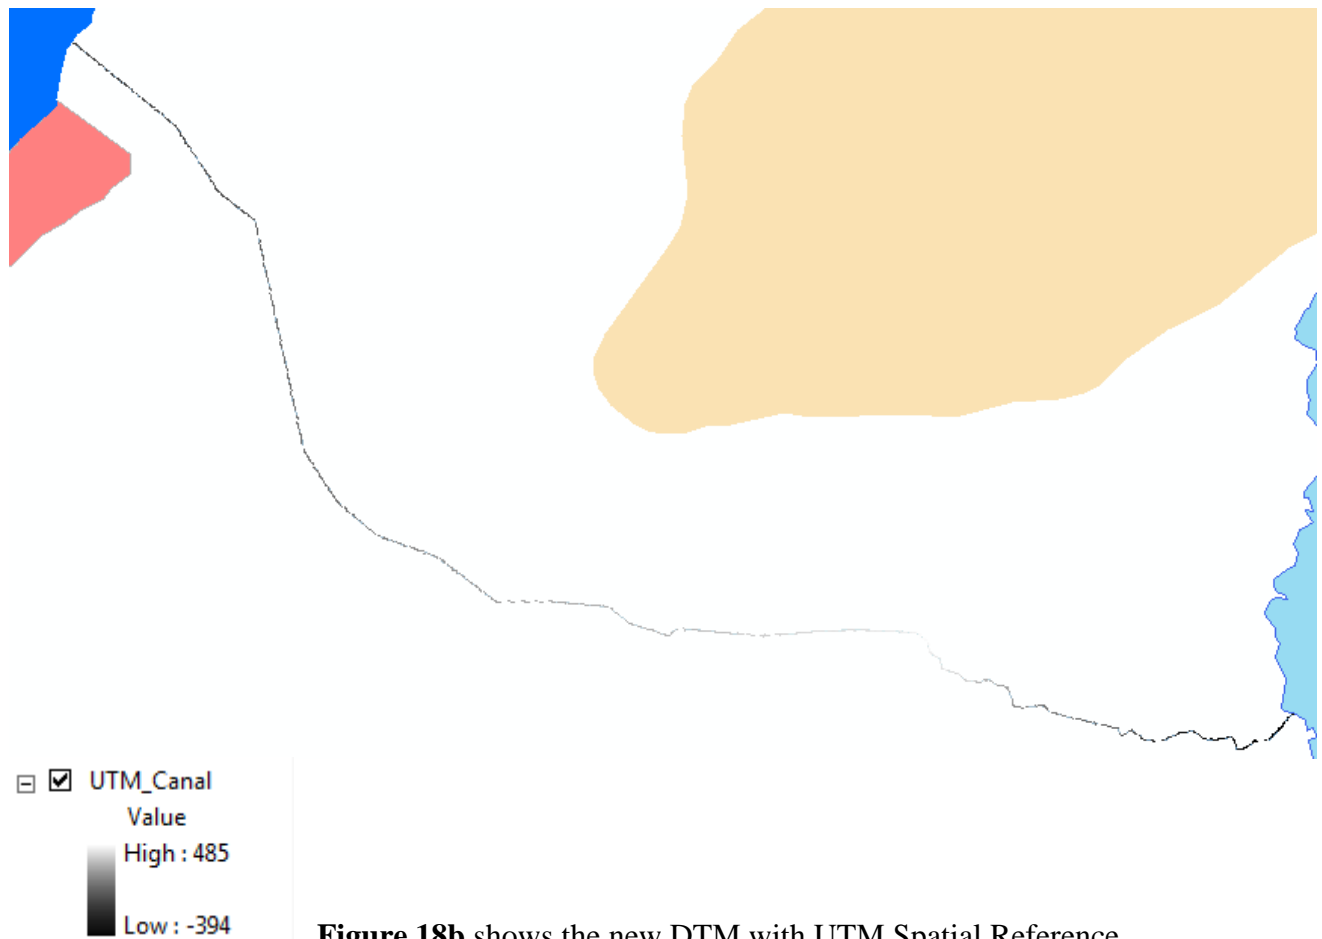 UTM_Canal
Value
High : 485
Low : -394
Figure 18b shows the new DTM with UTM Spatial Reference